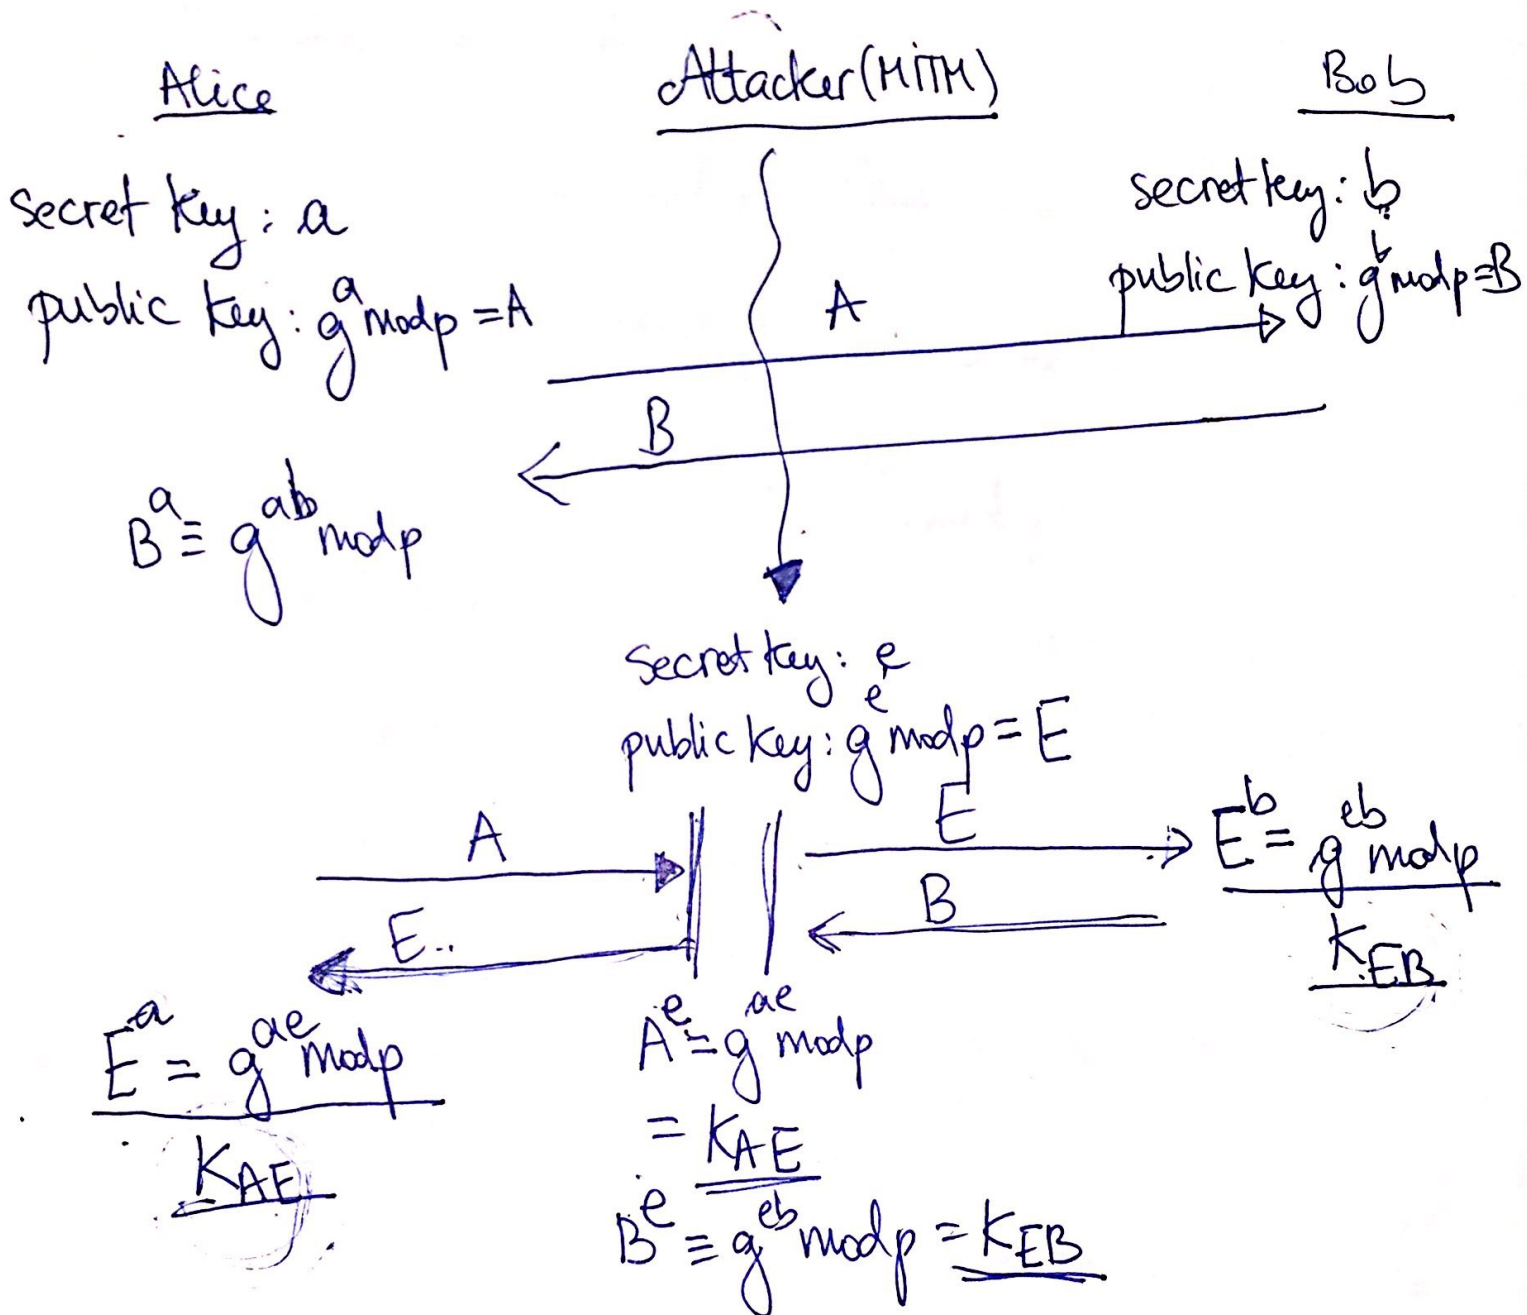 Alice
Attacker (MiTM)
Bob
secret key: a
public key: g^a mod p = A
secret key: b
public key: g^b mod p = B
A
B
B^a ≡ g^ab mod p
secret key: e
public key: g^e mod p = E
A
E..
E
B
E^b = g^eb mod p
K_EB
E^a = g^ae mod p
K_AE
A^e = g^ae mod p
= K_AE
B^e ≡ g^eb mod p = K_EB